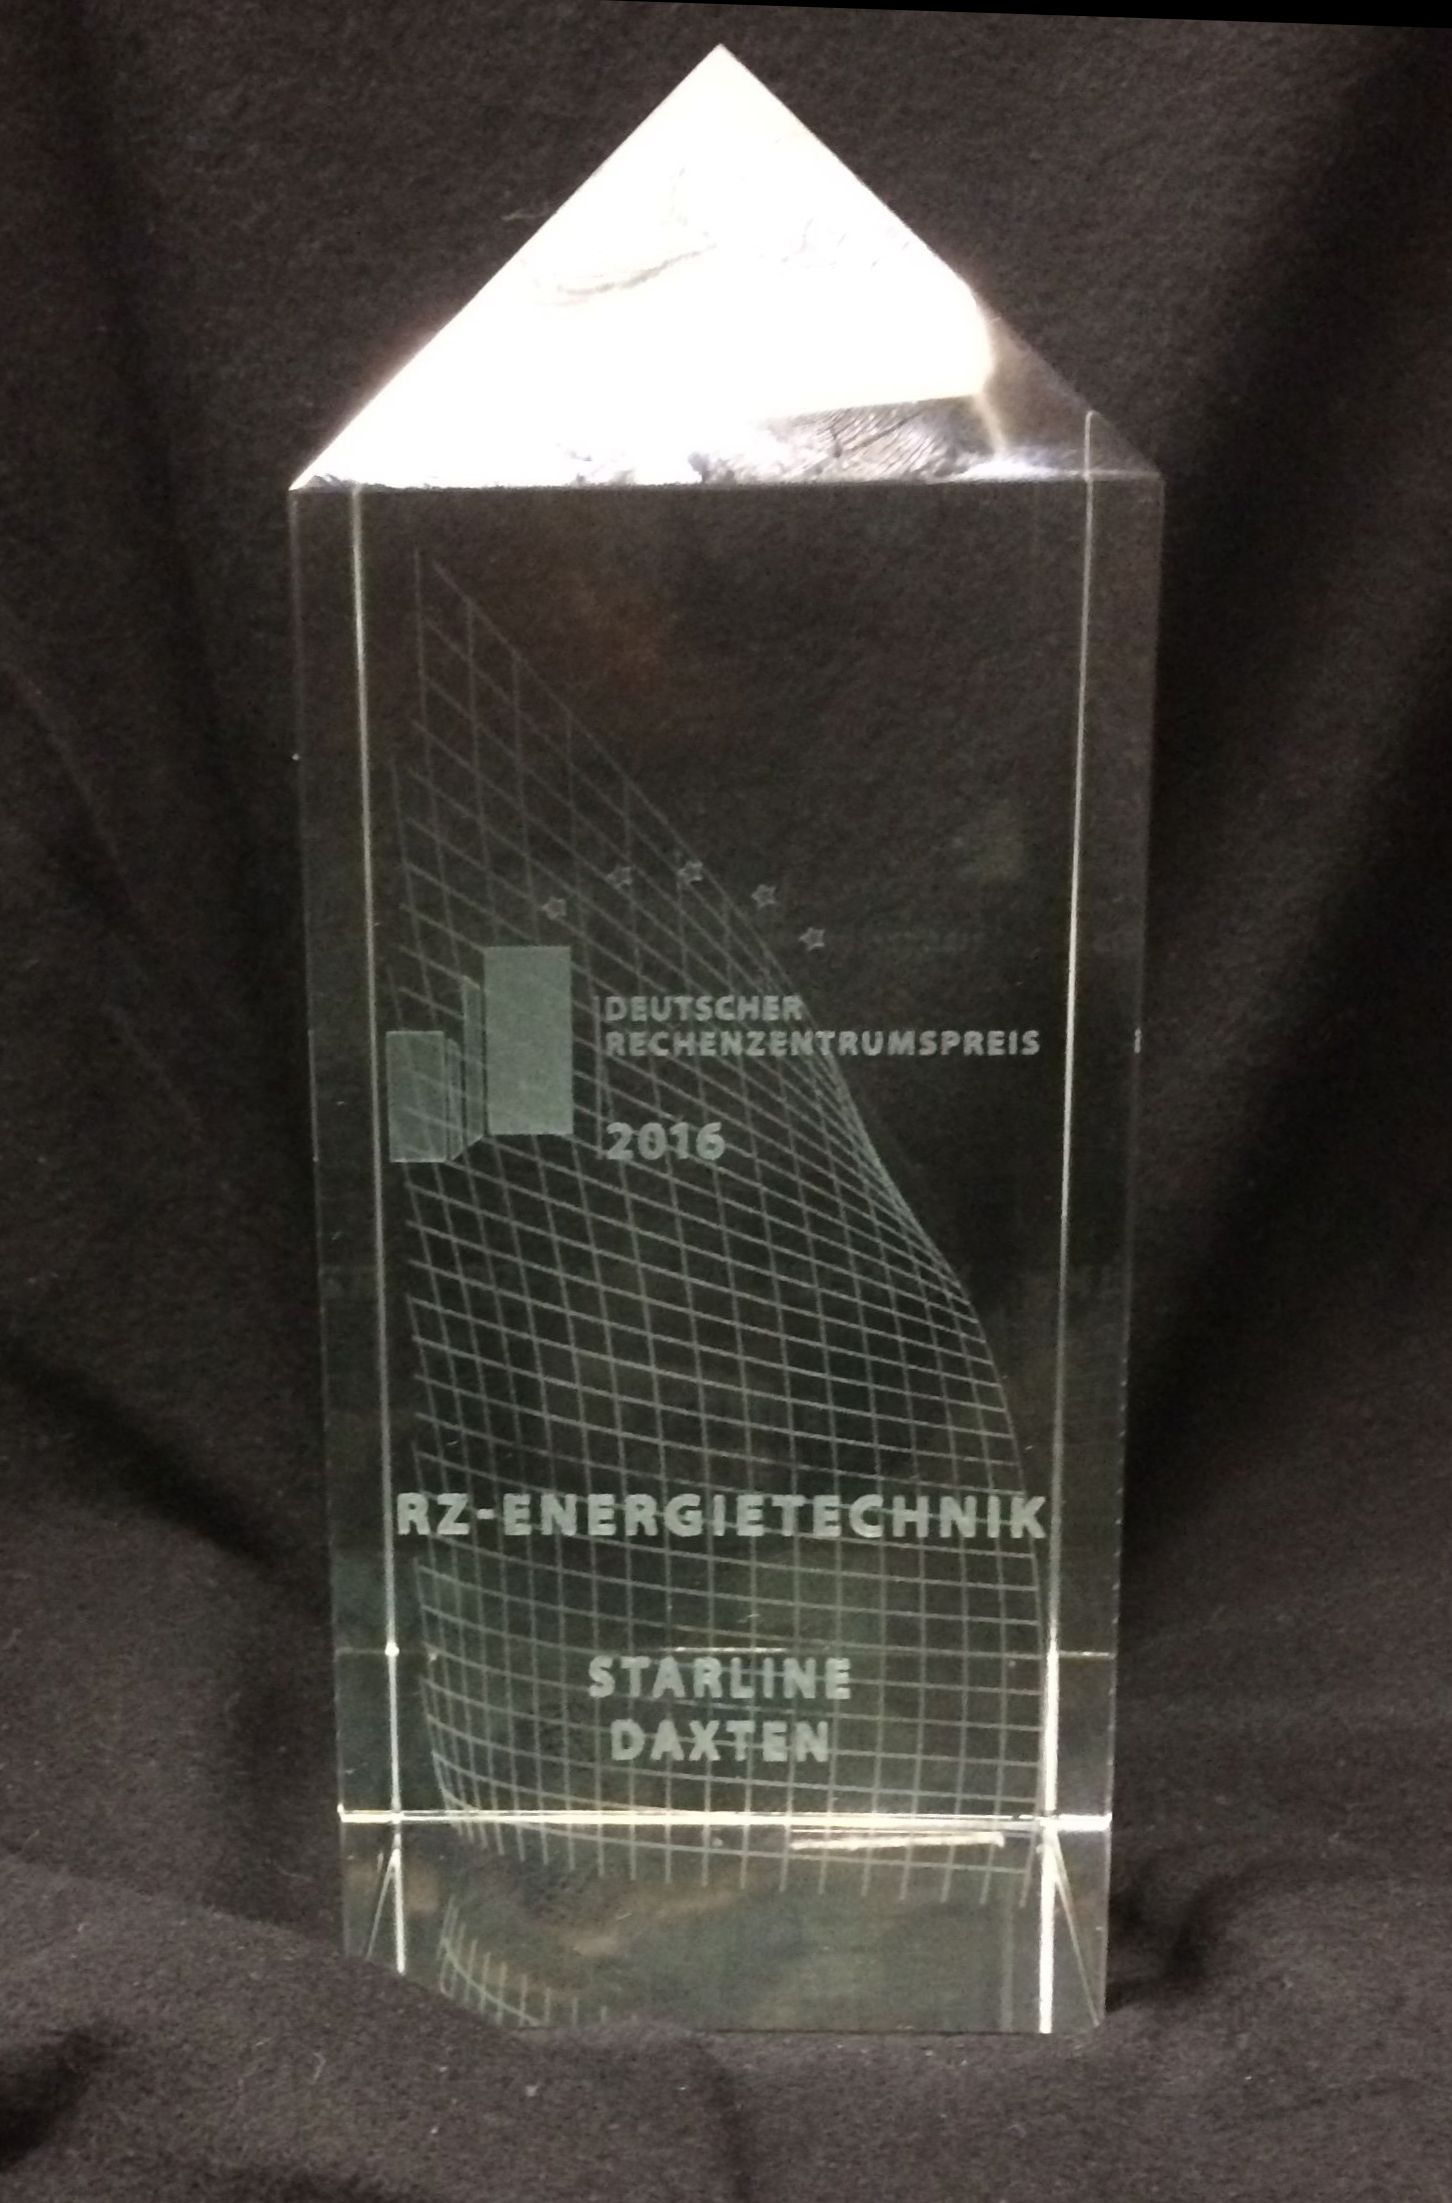 DEUTSCHER
RECHENZENTRUMSPREIS
2016
RZ-ENERGIETECHNIK
STARLINE
DAXTEN